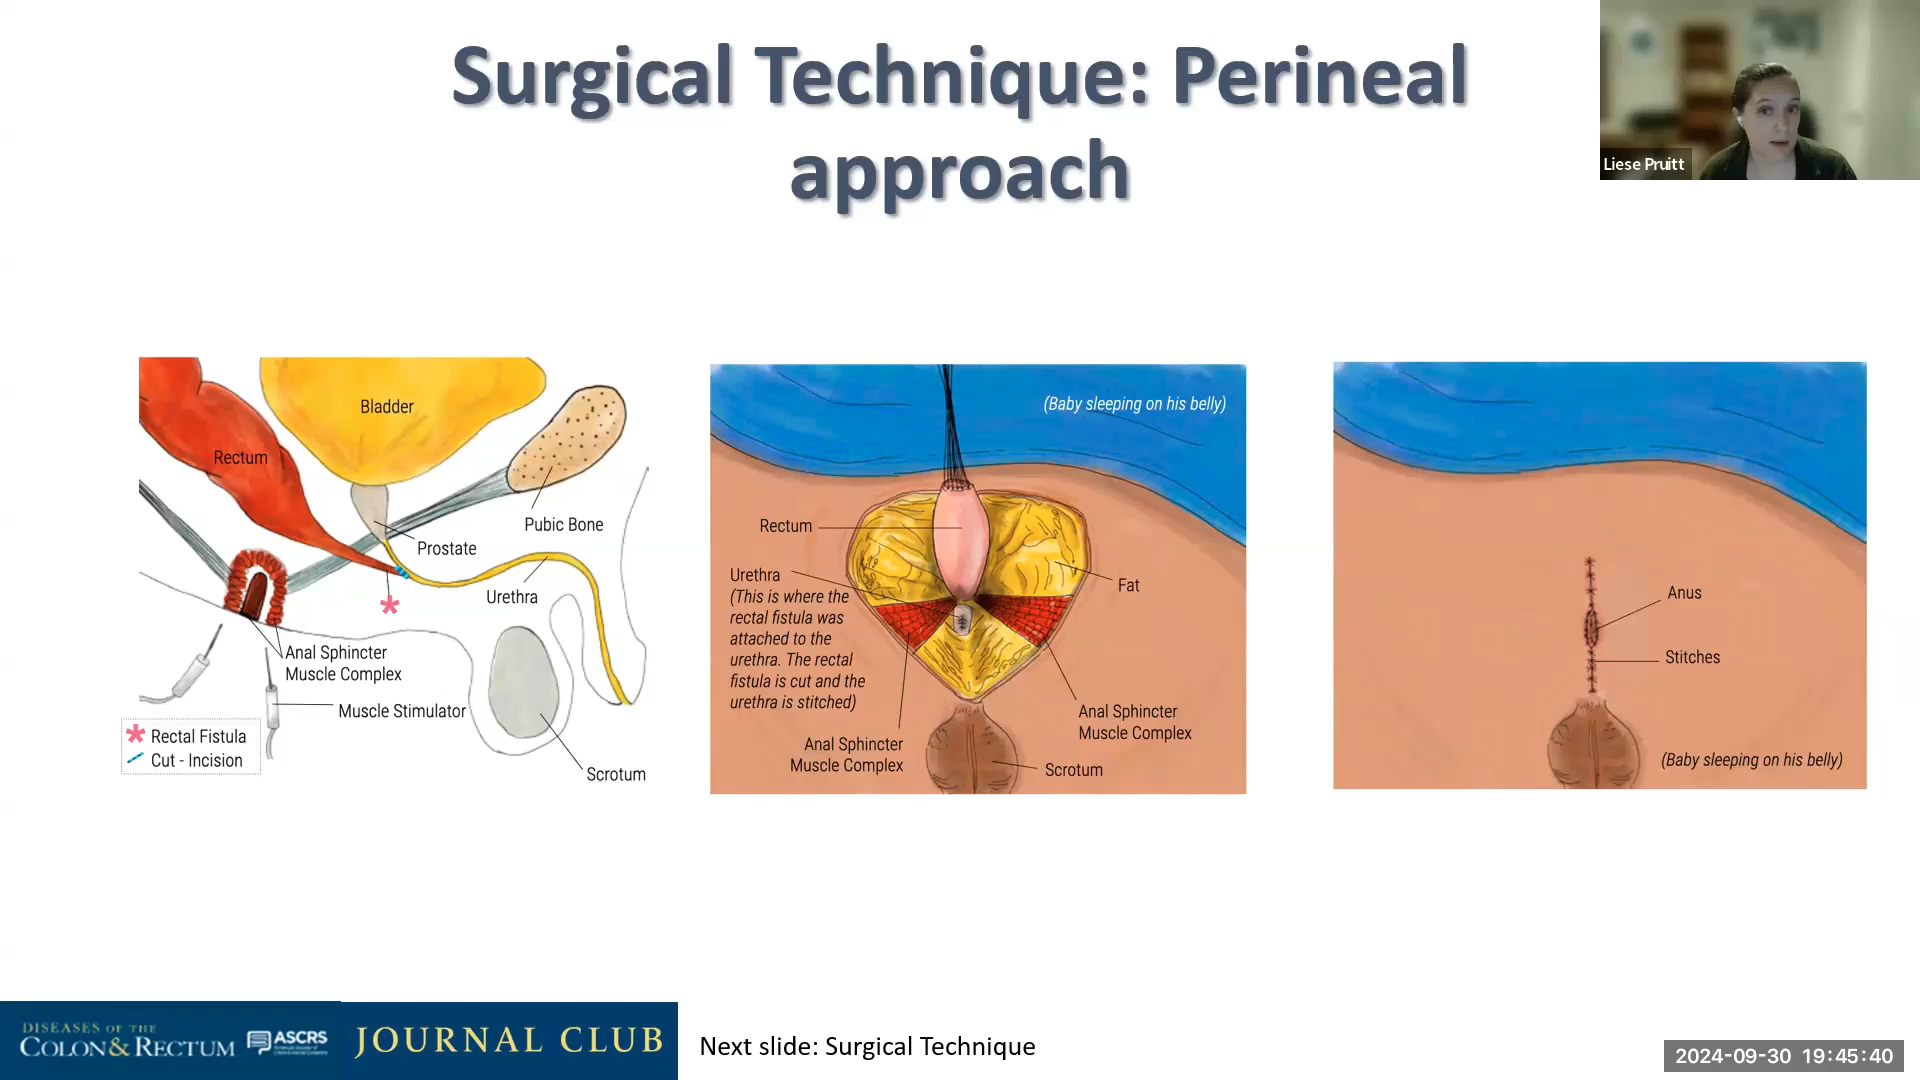 Surgical Technique: Perineal
approach
Liese Pruitt
Bladder
Rectum
Pubic Bone
Prostate
Urethra
Anal Sphincter
Muscle Complex
Muscle Stimulator
Rectal Fistula
Cut - Incision
Scrotum
(Baby sleeping on his belly)
Rectum
Urethra
(This is where the
rectal fistula was
attached to the
urethra. The rectal
fistula is cut and the
urethra is stitched)
Fat
Anal Sphincter
Muscle Complex
Anal Sphincter
Muscle Complex
Scrotum
Anus
Stitches
(Baby sleeping on his belly)
DISEASES OF THE
COLON & RECTUM
ASCRS
JOURNAL CLUB
Next slide: Surgical Technique
2024-09-30 19:45:40